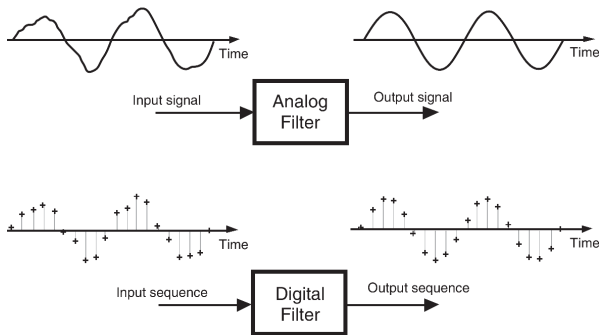 Time
Time
Input signal
Analog
Filter
Output signal
Time
Time
Input sequence
Digital
Filter
Output sequence